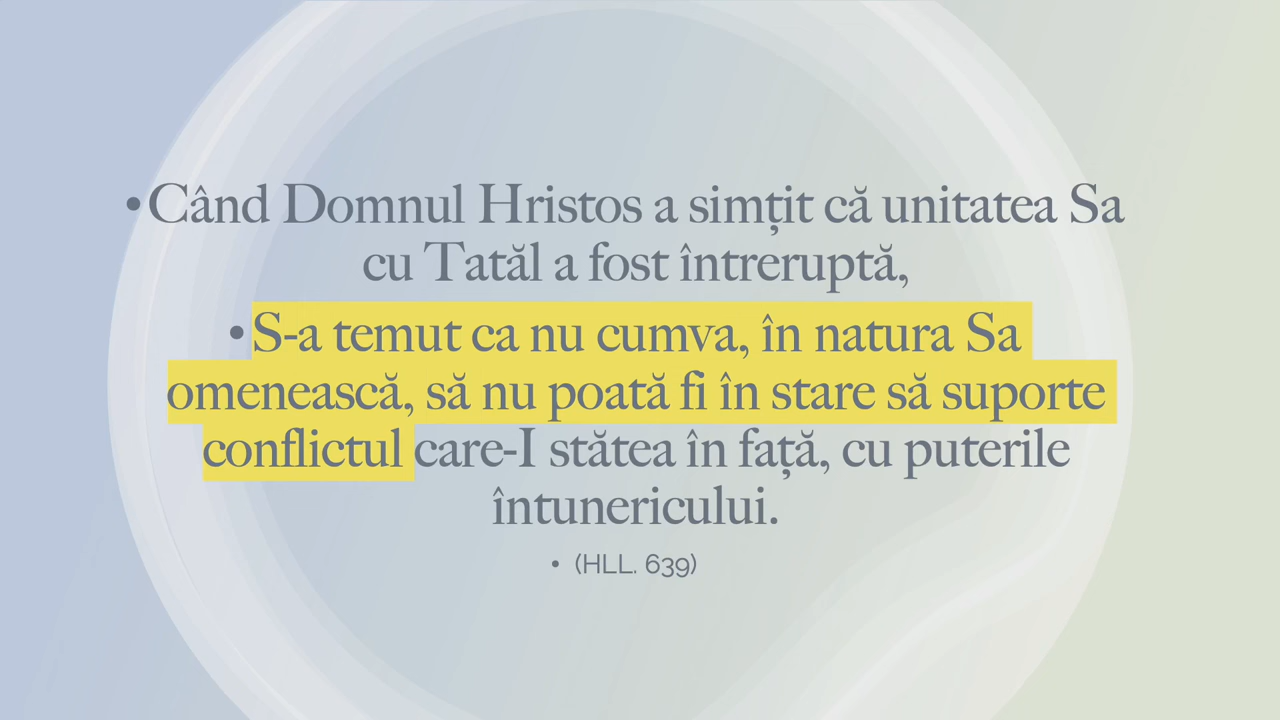 •Când Domnul Hristos a simțit că unitatea Sa
cu Tatăl a fost întreruptă,
•S-a temut ca nu cumva, în natura Sa
omenească, să nu poată fi în stare să suporte
conflictul care-I stătea în față, cu puterile
întunericului.
• (HLL. 639)